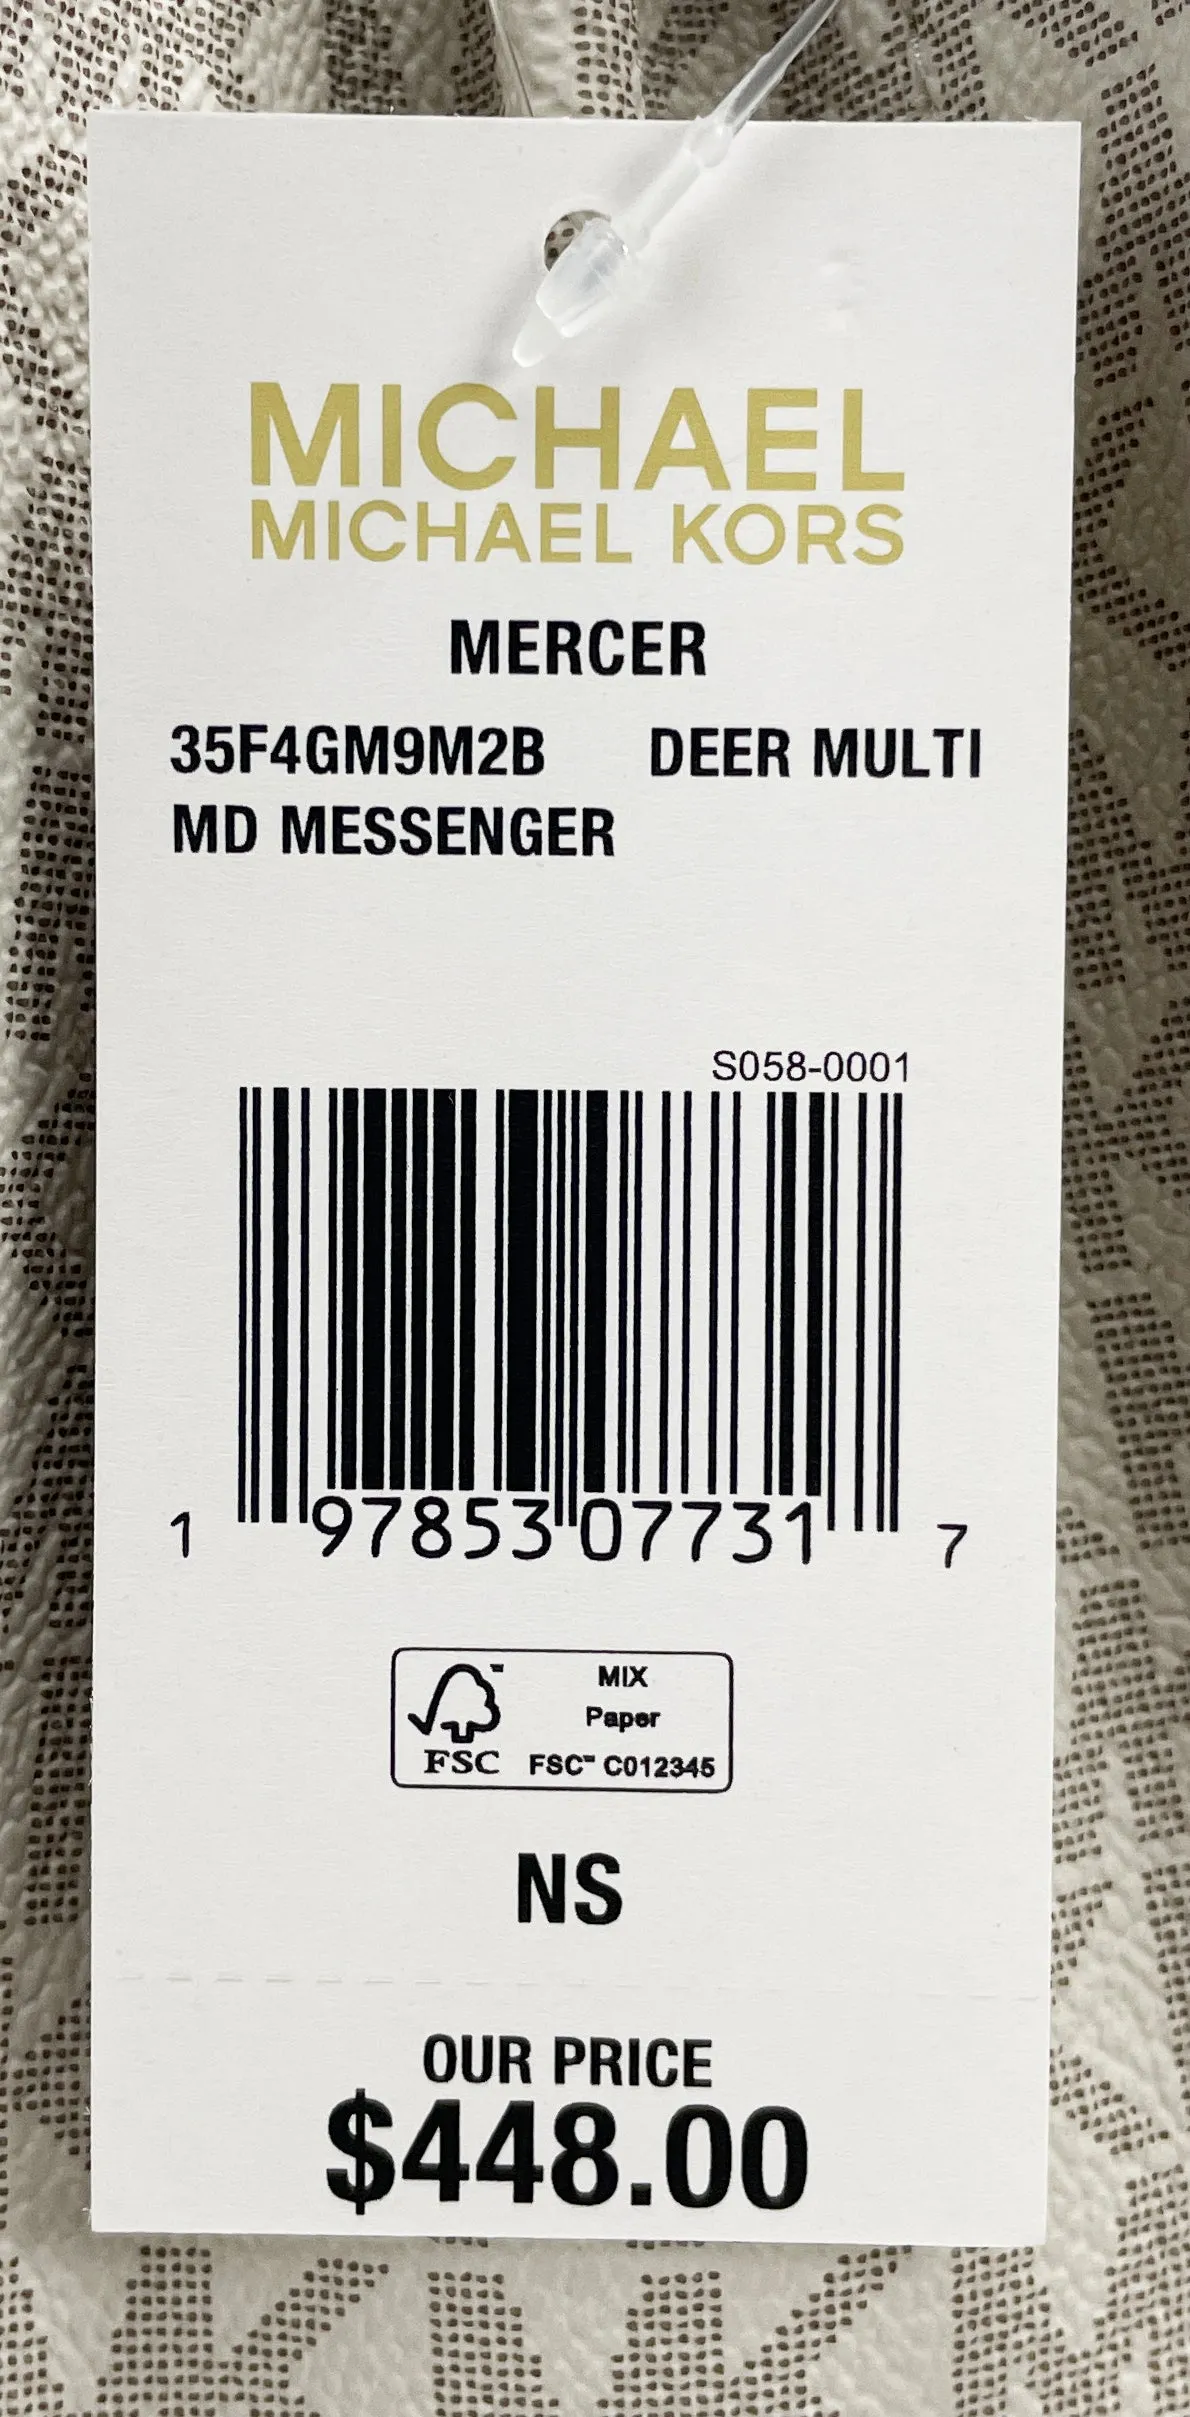 MICHAEL
MICHAEL KORS
MERCER
35F4GM9M2B DEER MULTI
MD MESSENGER
S058-0001
1 97853 07731 7
MIX
Paper
FSC™ FSC™ C012345
NS
OUR PRICE
$448.00